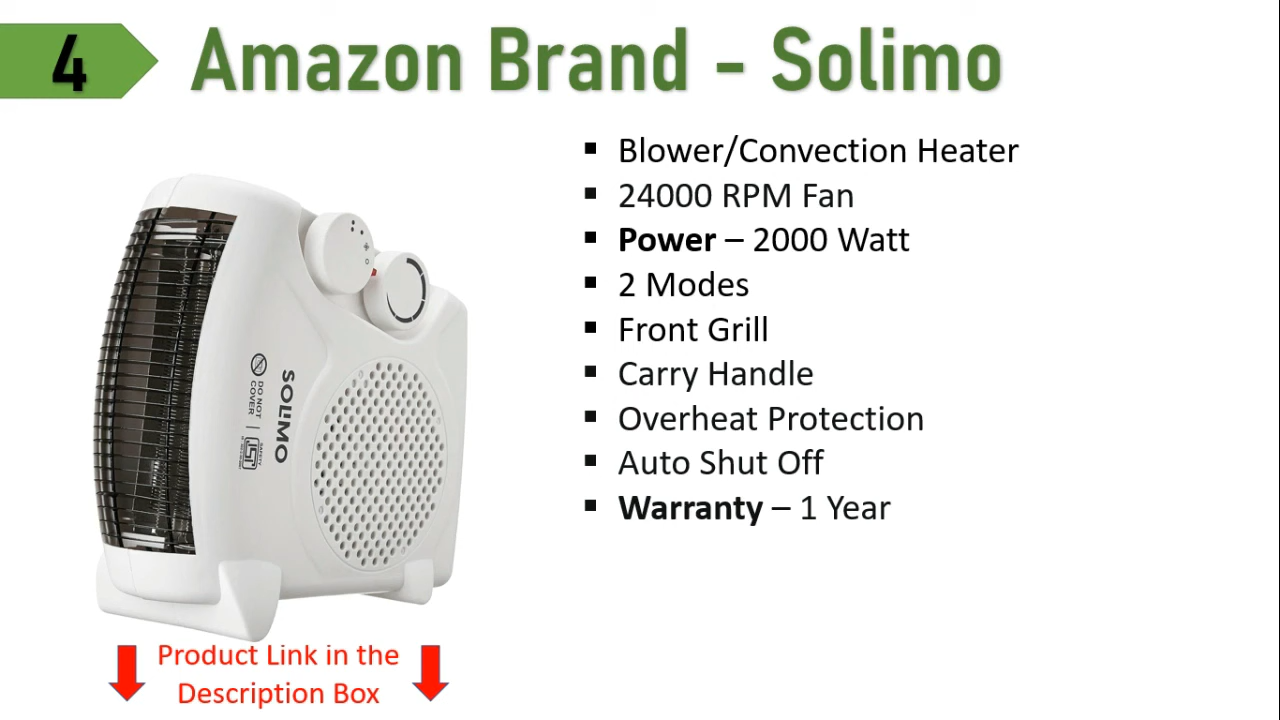 4
Amazon Brand - Solimo
▪ Blower/Convection Heater
▪ 24000 RPM Fan
▪ Power – 2000 Watt
▪ 2 Modes
▪ Front Grill
▪ Carry Handle
▪ Overheat Protection
▪ Auto Shut Off
▪ Warranty – 1 Year
SOLIMO
DO NOT
COVER
SAFETY
Product Link in the
Description Box